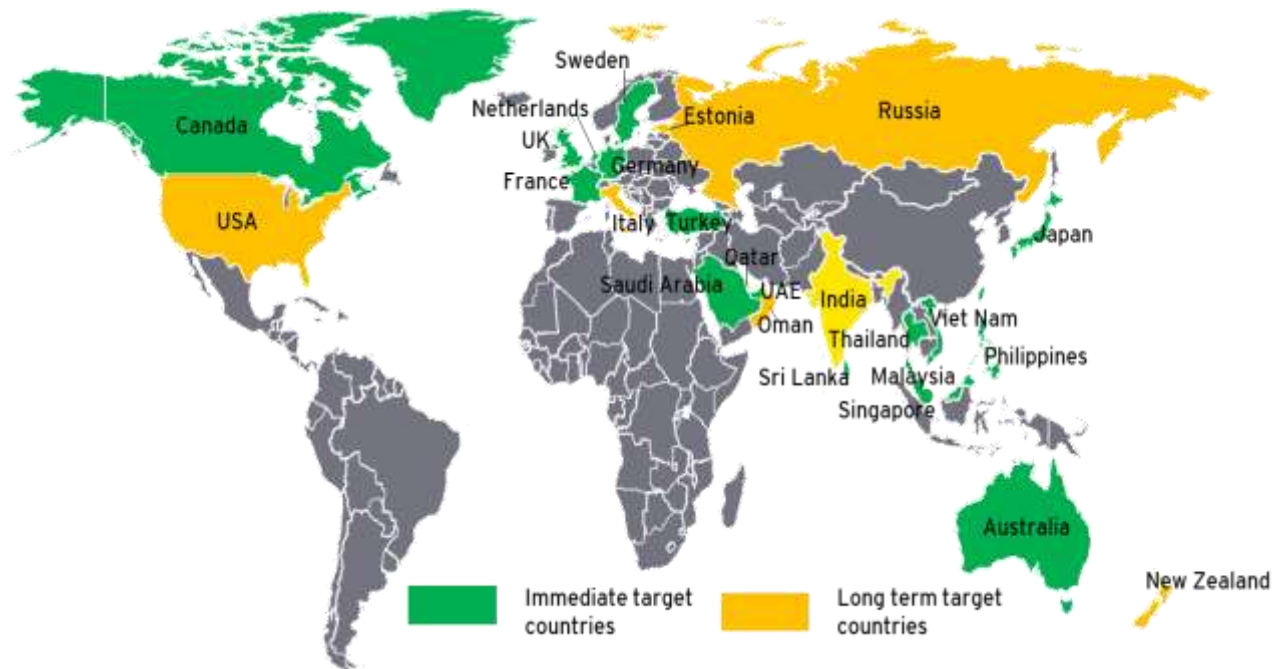 Sweden
Netherlands
Canada
Estonia
Russia
UK
Germany
France
USA
Italy
Turkey
Japan
Qatar
Saudi Arabia
UAE
India
Oman
Viet Nam
Thailand
Philippines
Sri Lanka
Malaysia
Singapore
Australia
New Zealand
Immediate target
countries
Long term target
countries